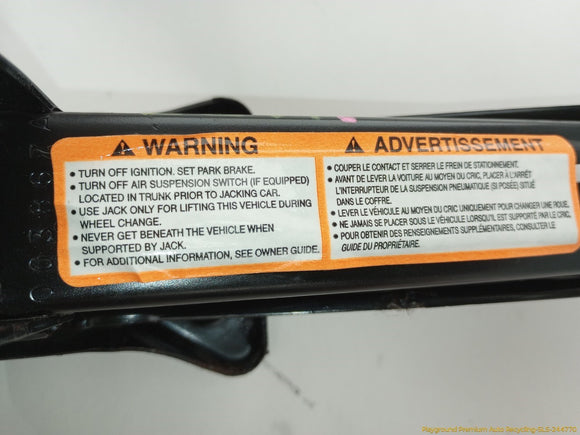 WARNING
• TURN OFF IGNITION. SET PARK BRAKE.
• TURN OFF AIR SUSPENSION SWITCH (IF EQUIPPED)
LOCATED IN TRUNK PRIOR TO JACKING CAR.
• USE JACK ONLY FOR LIFTING THIS VEHICLE DURING
WHEEL CHANGE.
• NEVER GET BENEATH THE VEHICLE WHEN
SUPPORTED BY JACK.
• FOR ADDITIONAL INFORMATION, SEE OWNER GUIDE.
ADVERTISSEMENT
• COUPER LE CONTACT ET SERRER LE FREIN DE STATIONNEMENT.
• AVANT DE LEVER LA VOITURE AU MOYEN DU CRIC, PLACER À L'ARRÊT
L'INTERRUPTEUR DE LA SUSPENSION PNEUMATIQUE (SI POSÉE) SITUÉ
DANS LE COFFRE.
• LEVER LE VÉHICULE AU MOYEN DU CRIC UNIQUEMENT POUR CHANGER UNE ROUE.
• NE JAMAIS SE PLACER SOUS LE VÉHICULE LORSQU'IL EST SUPPORTÉ PAR LE CRIC.
• POUR OBTENIR DES RENSEIGNEMENTS SUPPLÉMENTAIRES, CONSULTER LE
GUIDE DU PROPRIÉTAIRE.
Playground Premium Auto Recycling-SLS-244770